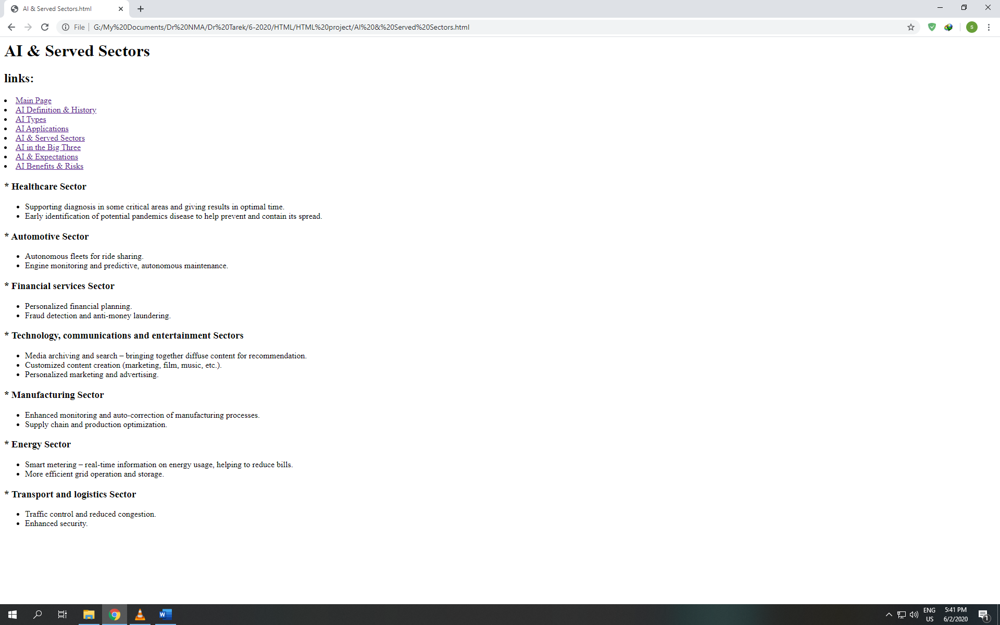 AI & Served Sectors.html
File
G:/My%20Documents/Dr%20NMA/Dr%20Tarek/6-2020/HTML/HTML%20project/AI%20&%20Served%20Sectors.html
s
AI & Served Sectors
links:
Main Page
AI Definition & History
AI Types
AI Applications
AI & Served Sectors
AI in the Big Three
AI & Expectations
AI Benefits & Risks
* Healthcare Sector
Supporting diagnosis in some critical areas and giving results in optimal time.
Early identification of potential pandemics disease to help prevent and contain its spread.
* Automotive Sector
Autonomous fleets for ride sharing.
Engine monitoring and predictive, autonomous maintenance.
* Financial services Sector
Personalized financial planning.
Fraud detection and anti-money laundering.
* Technology, communications and entertainment Sectors
Media archiving and search – bringing together diffuse content for recommendation.
Customized content creation (marketing, film, music, etc.).
Personalized marketing and advertising.
* Manufacturing Sector
Enhanced monitoring and auto-correction of manufacturing processes.
Supply chain and production optimization.
* Energy Sector
Smart metering – real-time information on energy usage, helping to reduce bills.
More efficient grid operation and storage.
* Transport and logistics Sector
Traffic control and reduced congestion.
Enhanced security.
W
ENG
US
5:41 PM
6/2/2020
1